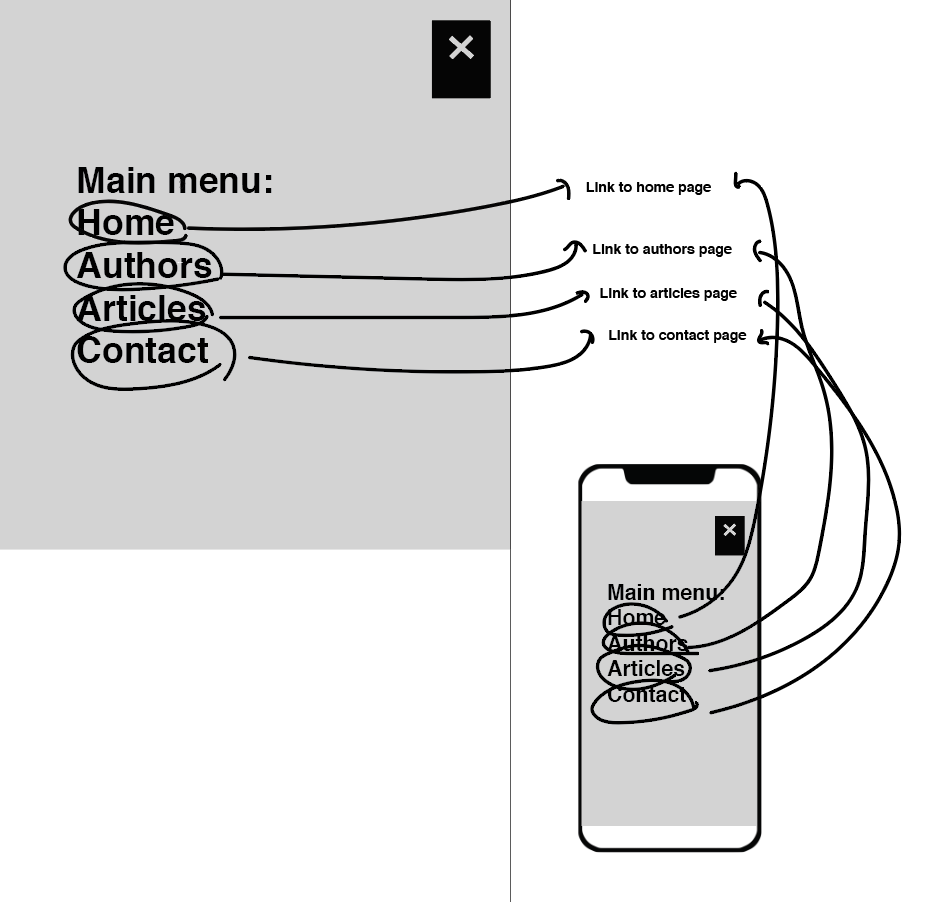 Main menu:
Home
Authors
Articles
Contact
Link to home page
Link to authors page
Link to articles page
Link to contact page
Main menu:
Home
Authors
Articles
Contact